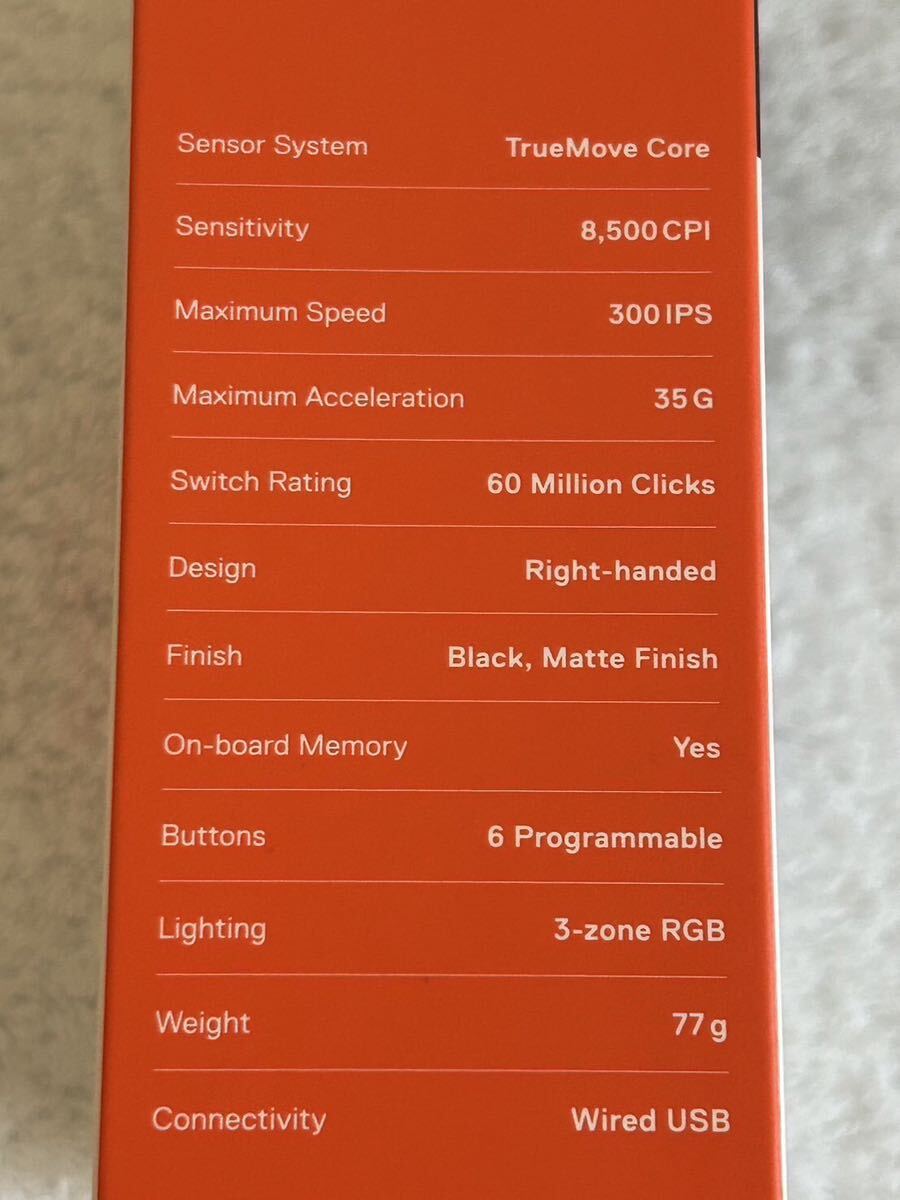 Sensor System TrueMove Core
Sensitivity 8,500 CPI
Maximum Speed 300 IPS
Maximum Acceleration 35 G
Switch Rating 60 Million Clicks
Design Right-handed
Finish Black, Matte Finish
On-board Memory Yes
Buttons 6 Programmable
Lighting 3-zone RGB
Weight 77 g
Connectivity Wired USB